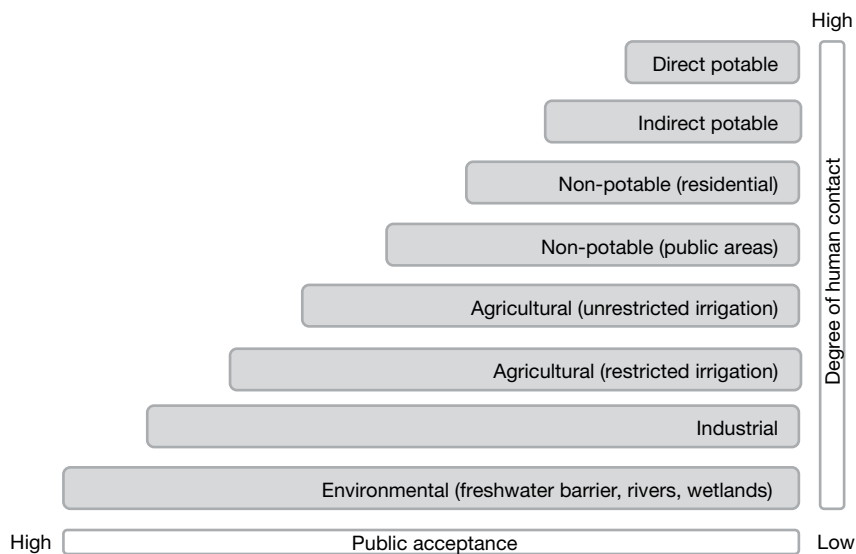 High
Direct potable
Indirect potable
Non-potable (residential)
Non-potable (public areas)
Agricultural (unrestricted irrigation)
Agricultural (restricted irrigation)
Industrial
Environmental (freshwater barrier, rivers, wetlands)
Degree of human contact
High
Public acceptance
Low